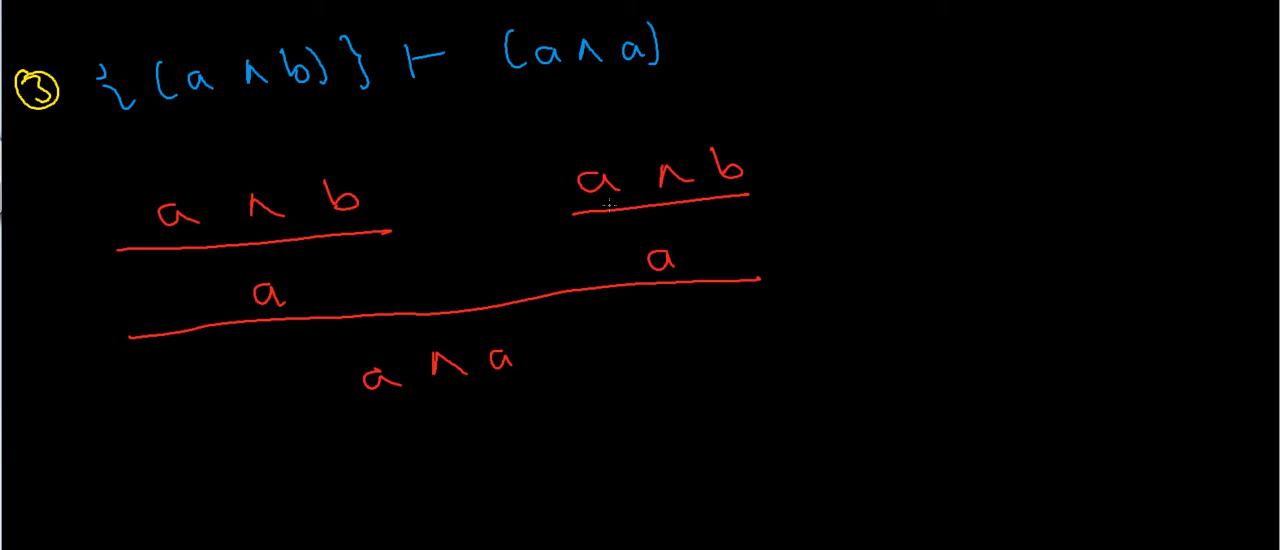 ③ {(a ∧ b)} ⊢ (a ∧ a)
a ∧ b a ∧ b
a a
a ∧ a